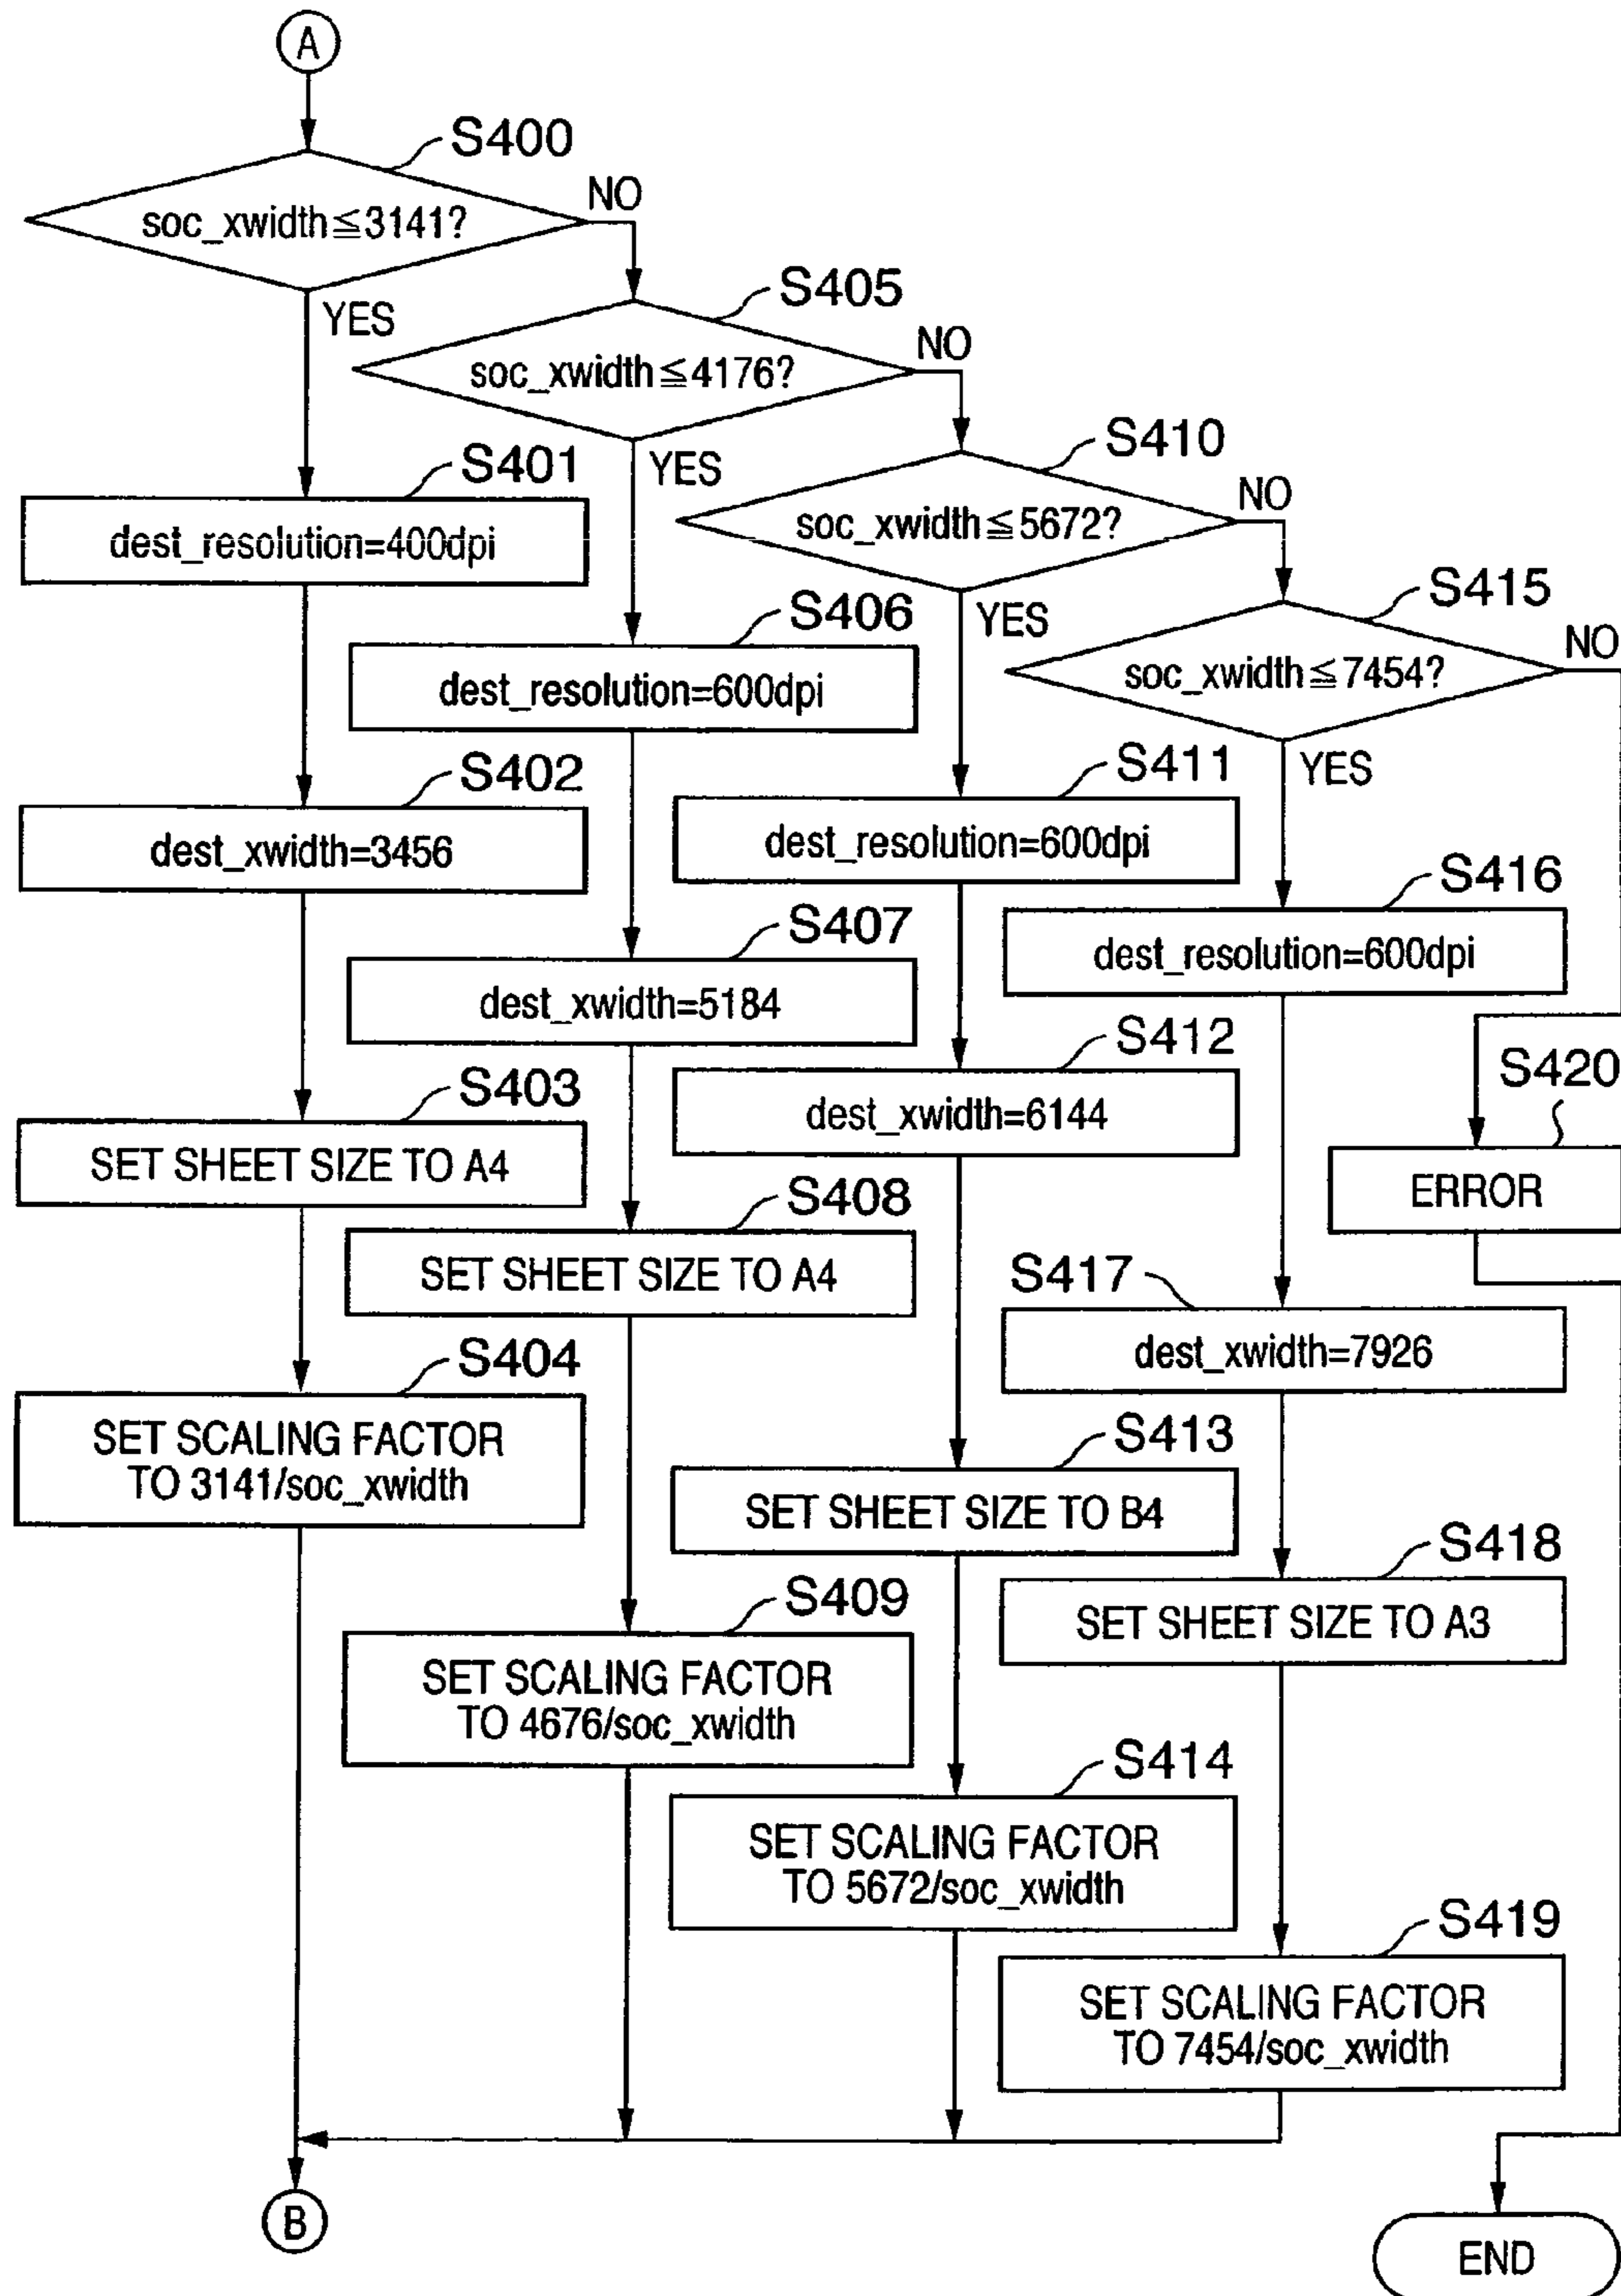 A
S400
soc_xwidth≦3141?
NO
YES
S405
soc_xwidth≦4176?
NO
YES
S410
soc_xwidth≦5672?
NO
YES
S415
soc_xwidth≦7454?
NO
YES
S401
dest_resolution=400dpi
S402
dest_xwidth=3456
S403
SET SHEET SIZE TO A4
S404
SET SCALING FACTOR
TO 3141/soc_xwidth
S406
dest_resolution=600dpi
S407
dest_xwidth=5184
S408
SET SHEET SIZE TO A4
S409
SET SCALING FACTOR
TO 4676/soc_xwidth
S411
dest_resolution=600dpi
S412
dest_xwidth=6144
S413
SET SHEET SIZE TO B4
S414
SET SCALING FACTOR
TO 5672/soc_xwidth
S416
dest_resolution=600dpi
S417
dest_xwidth=7926
S418
SET SHEET SIZE TO A3
S419
SET SCALING FACTOR
TO 7454/soc_xwidth
S420
ERROR
B
END